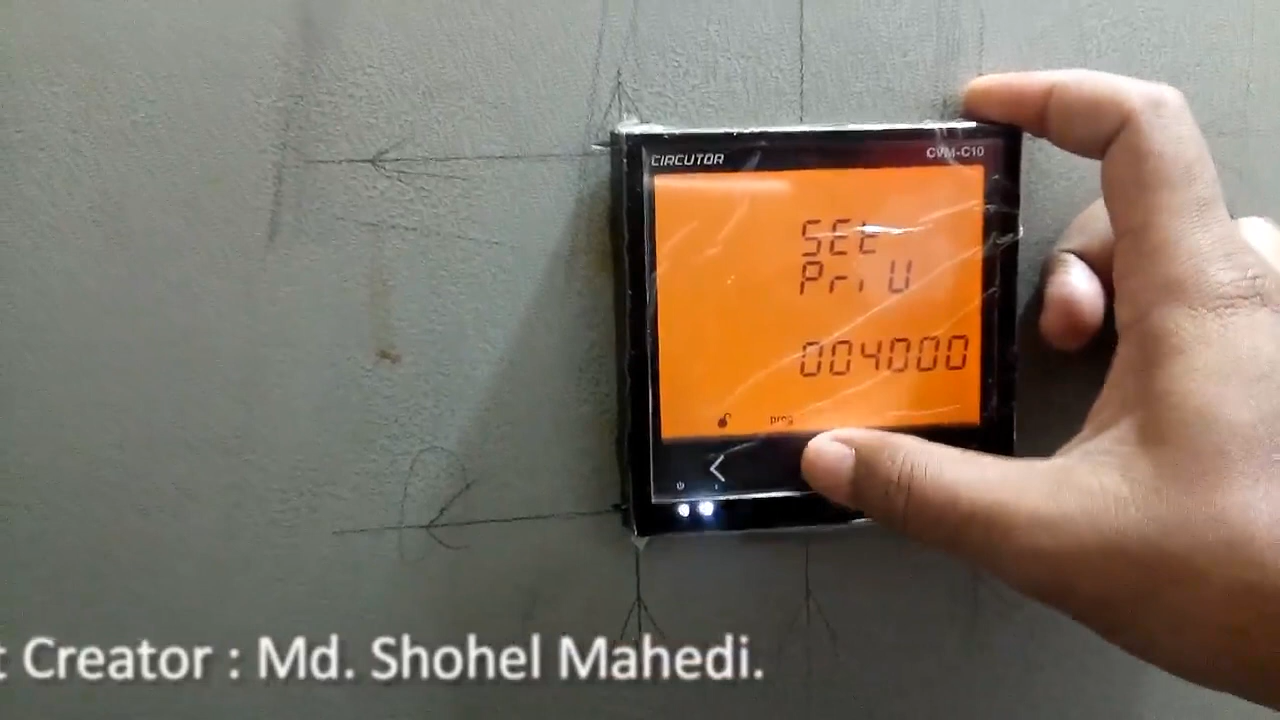 CIRCUTOR CVM-C10
SEt
Pri U
004000
prog
t Creator : Md. Shohel Mahedi.